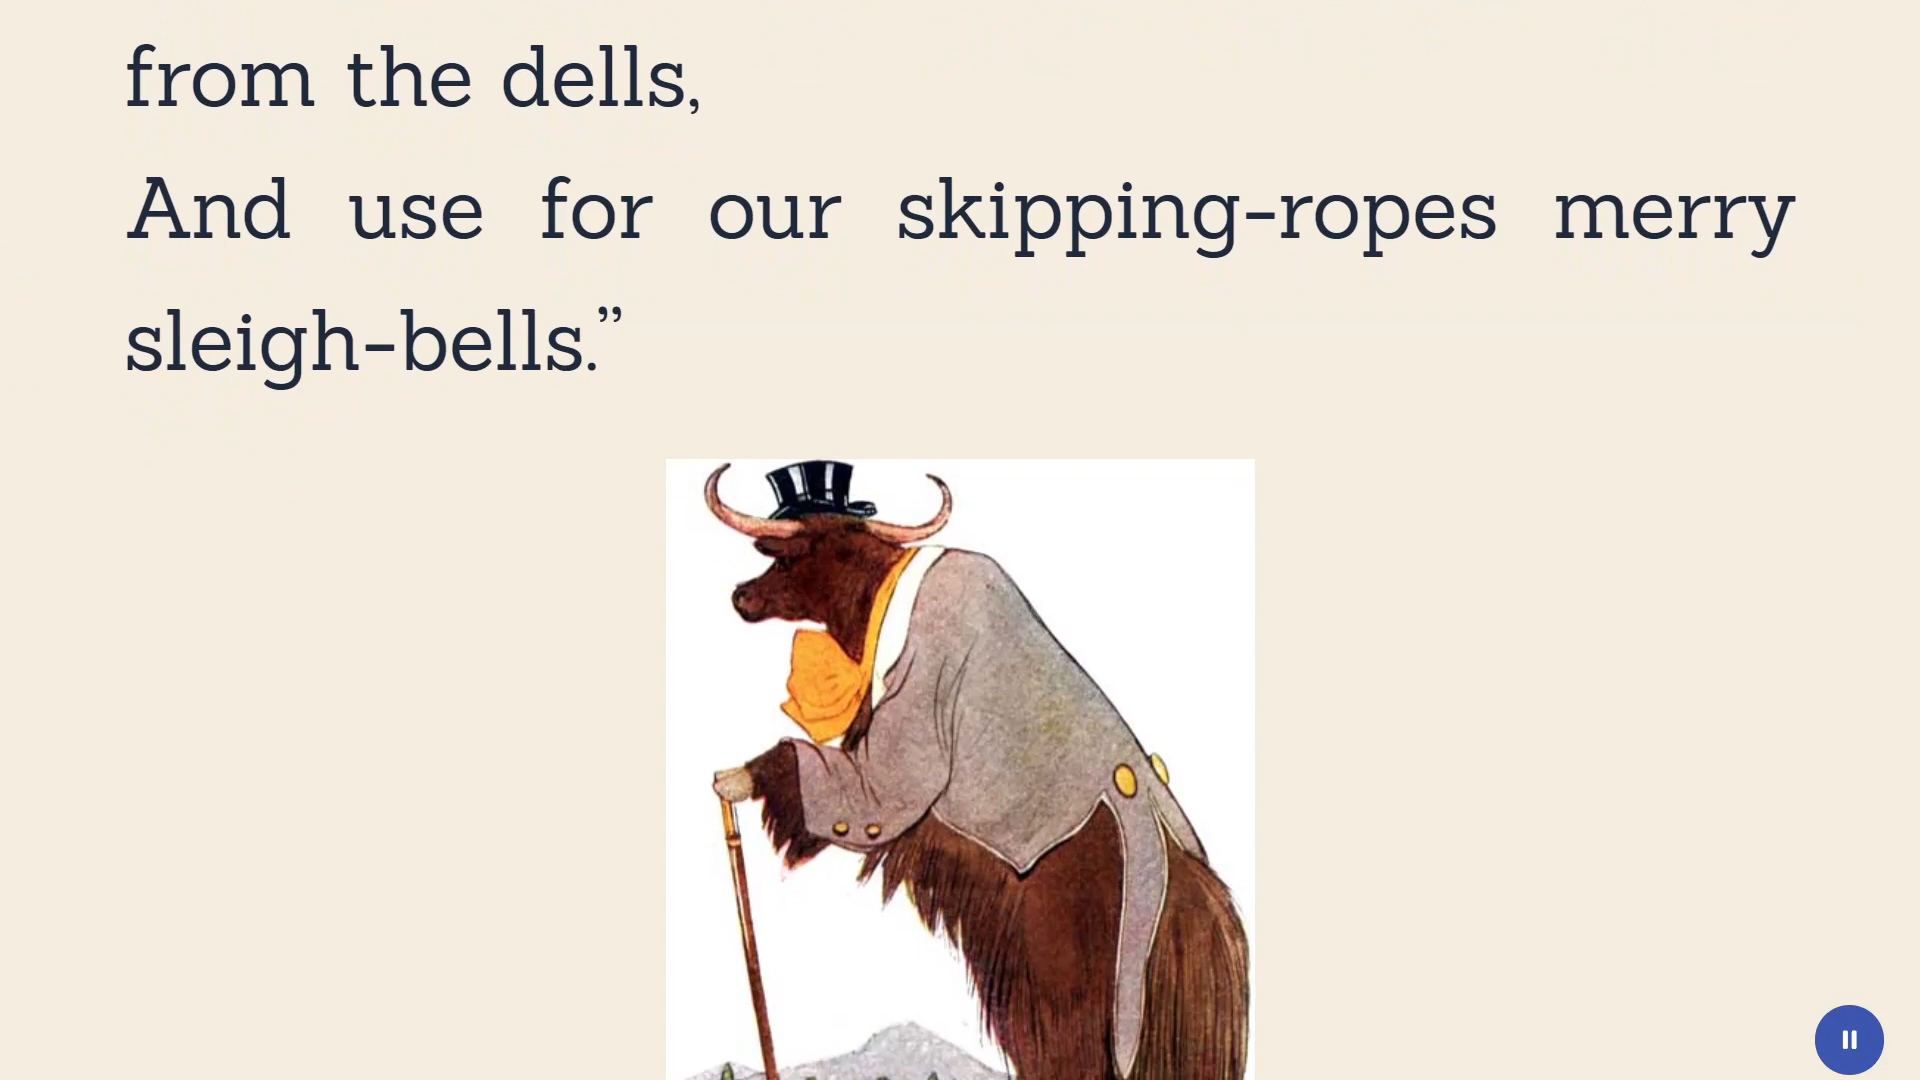 from the dells,
And use for our skipping-ropes merry
sleigh-bells.”